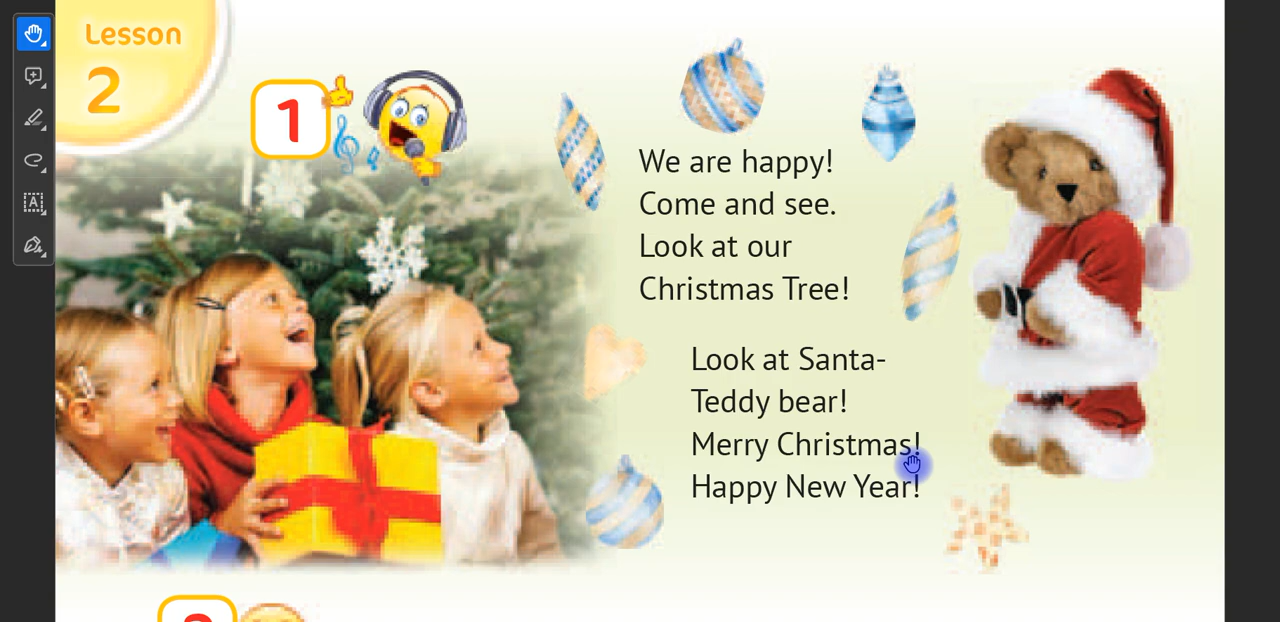 Lesson
2
1
We are happy!
Come and see.
Look at our
Christmas Tree!
Look at Santa-
Teddy bear!
Merry Christmas!
Happy New Year!